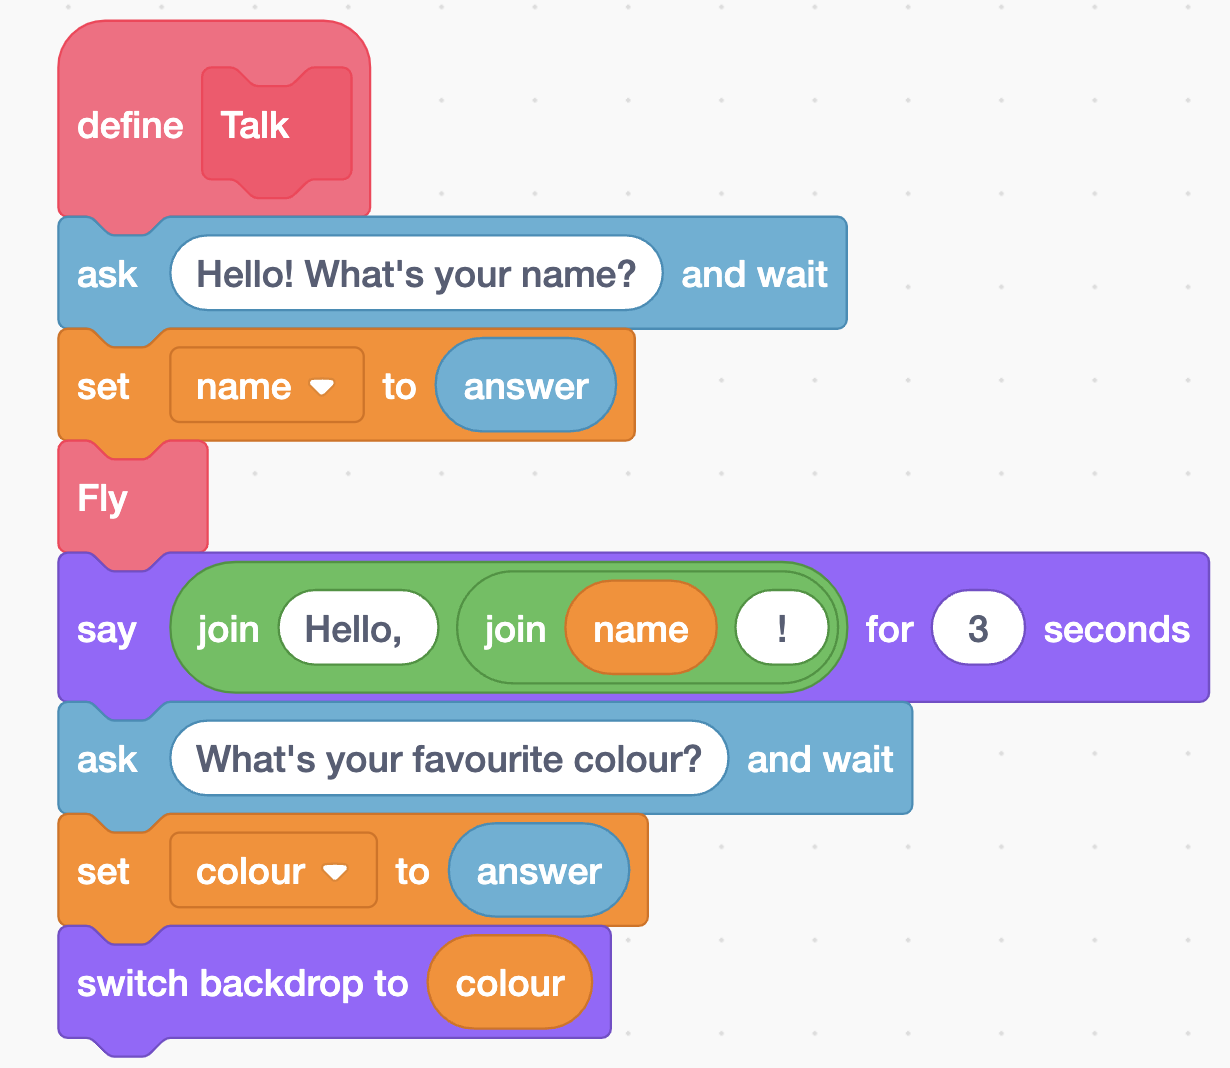 define Talk
ask Hello! What's your name? and wait
set name to answer
Fly
say join Hello, join name ! for 3 seconds
ask What's your favourite colour? and wait
set colour to answer
switch backdrop to colour